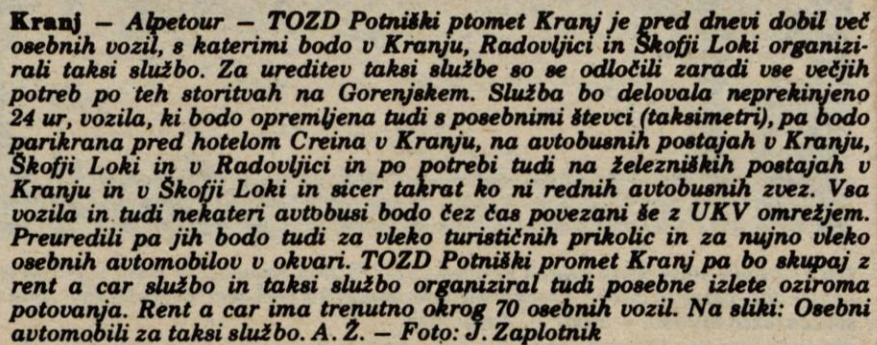 Kranj — Alpetour — TOZD Potniški ptomet Kranj je pred dnevi dobil več
osebnih vozil, s katerimi bodo v Kranju, Radovljici in Škofji Loki organizi-
rali taksi službo. Za ureditev taksi službe so se odločili zaradi vse večjih
potreb po teh storitvah na Gorenjskem. Služba bo delovala neprekinjeno
24 ur, vozila, ki bodo opremljena tudi s posebnimi števci (taksimetri), pa bodo
parikrana pred hotelom Creina v Kranju, na avtobusnih postajah v Kranju,
Škofji Loki in v Radovljici in po potrebi tudi na železniških postajah v
Kranju in v Škofji Loki in sicer takrat ko ni rednih avtobusnih zvez. Vsa
vozila in tudi nekateri avtbbusi bodo čez čas povezani še z UKV omrežjem.
Preuredili pa jih bodo tudi za vleko turističnih prikolic in za nujno vleko
osebnih avtomobilov v okvari. TOZD Potniški promet Kranj pa bo skupaj z
rent a car službo in taksi službo organiziral tudi posebne izlete oziroma
potovanja. Rent a car ima trenutno okrog 70 osebnih vozil. Na sliki: Osebni
avtomobili za taksi službo. A. Ž. — Foto: J. Zaplotnik